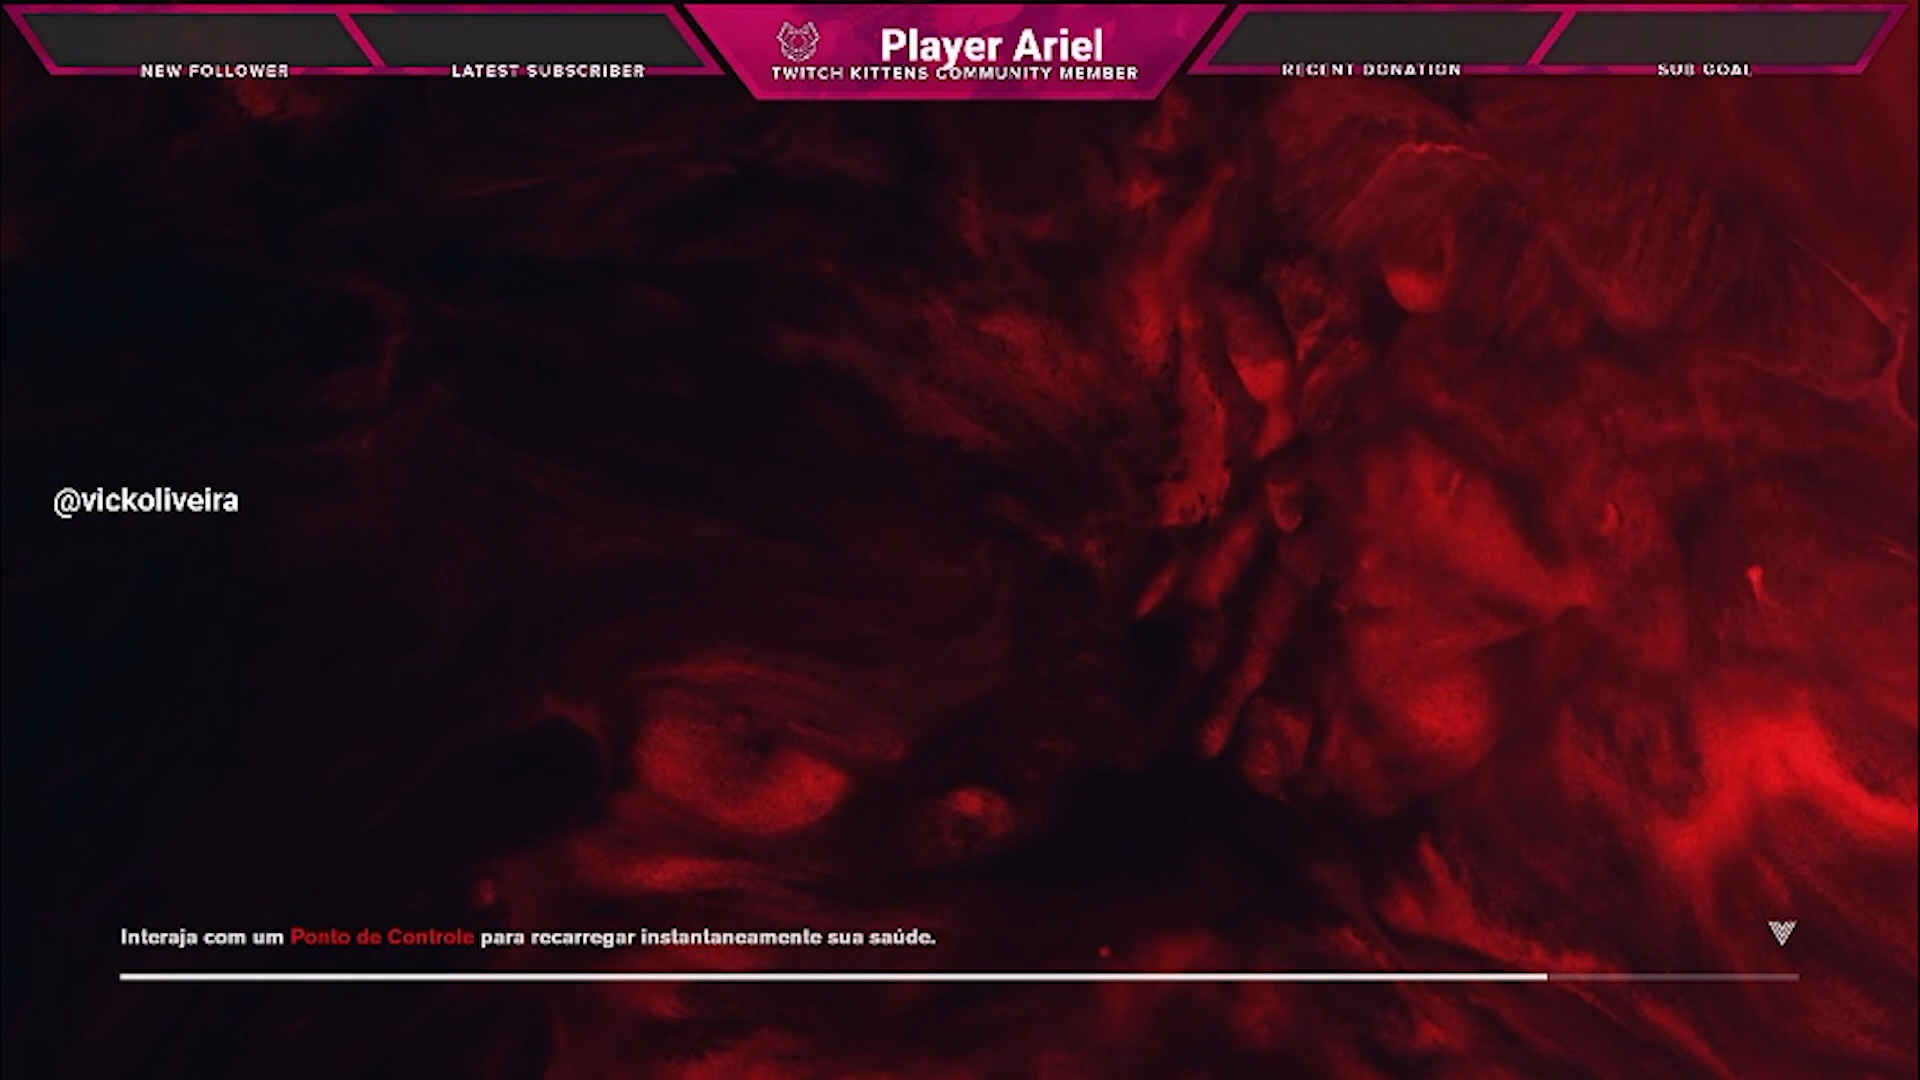 Player Ariel
TWITCH KITTENS COMMUNITY MEMBER
NEW FOLLOWER
LATEST SUBSCRIBER
RECENT DONATION
SUB GOAL
@vickoliveira
Interaja com um Ponto de Controle para recarregar instantaneamente sua saúde.